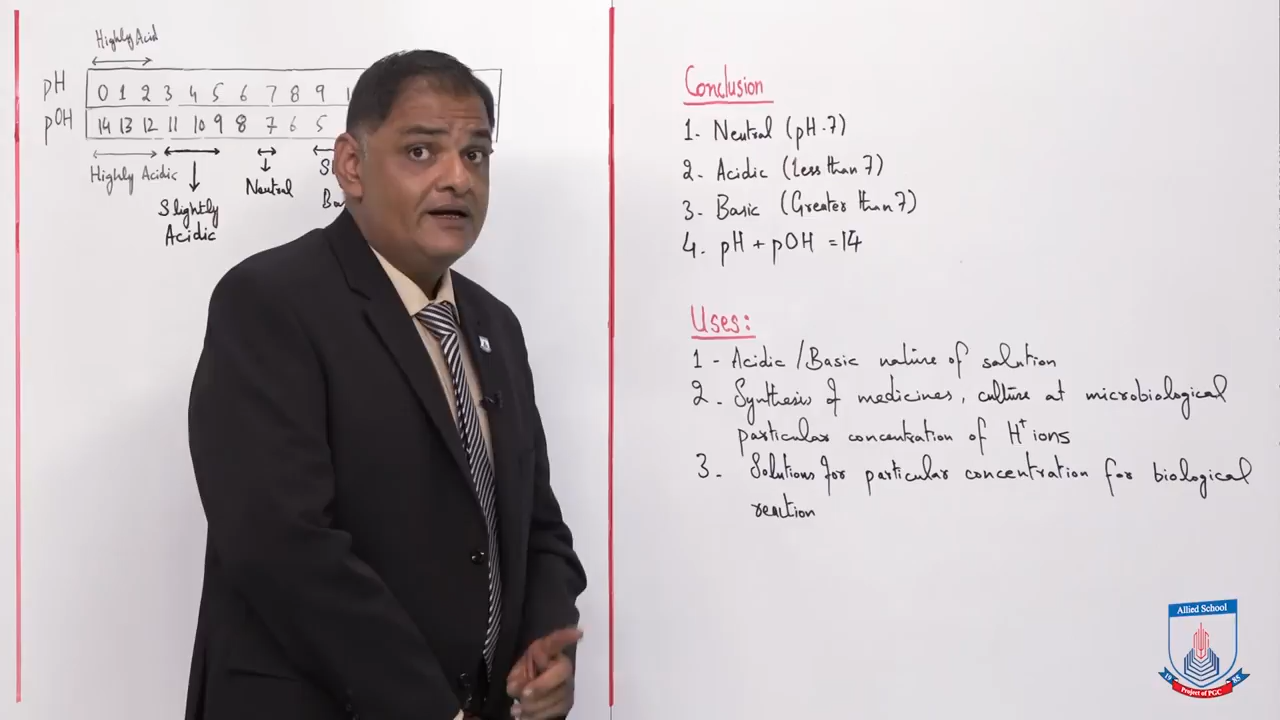 Highly Acid
pH 0 1 2 3 4 5 6 7 8 9 1
pOH 14 13 12 11 10 9 8 7 6 5
Highly Acidic
Slightly
Acidic
Neutral
Conclusion
1. Neutral (pH-7)
2. Acidic (Less than 7)
3. Basic (Greater than 7)
4. pH + pOH = 14
Uses:
1 - Acidic / Basic nature of solution
2. Synthesis of medicines, culture at microbiological
particular concentration of H+ ions
3. Solutions for particular concentration for biological
reaction
Allied School
19 85
Project of PGC